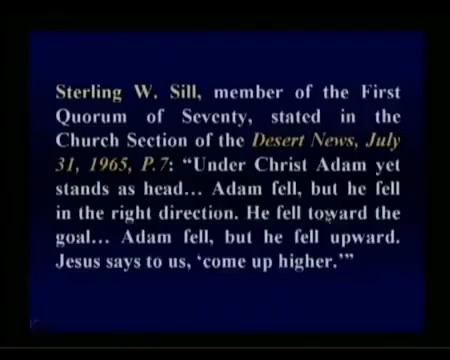 Sterling W. Sill, member of the First
Quorum of Seventy, stated in the
Church Section of the Desert News, July
31, 1965, P.7: “Under Christ Adam yet
stands as head... Adam fell, but he fell
in the right direction. He fell toward the
goal... Adam fell, but he fell upward.
Jesus says to us, ‘come up higher.’”